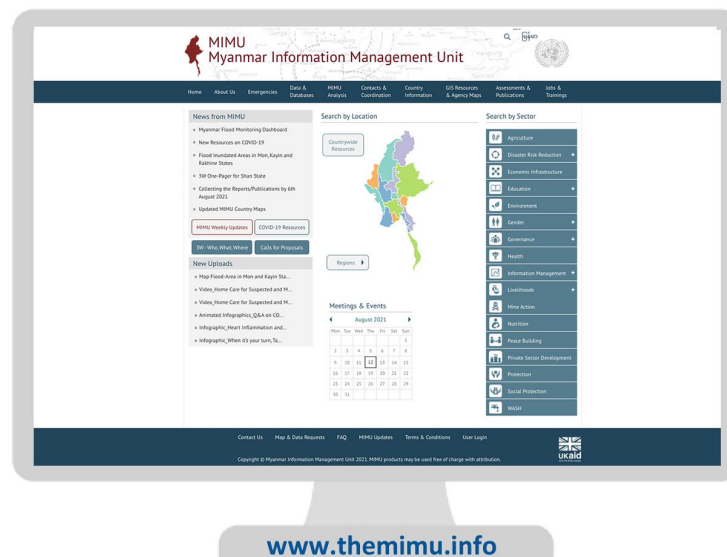 MIMU
Myanmar Information Management Unit
မြန်မာ
Home About Us Emergencies Data & Databases MIMU Analysis Contacts & Coordination Country Information GIS Resources & Agency Maps Assessments & Publications Jobs & Trainings
News from MIMU
» Myanmar Flood Monitoring Dashboard
» New Resources on COVID-19
» Flood Inundated Areas in Mon, Kayin and
Rakhine States
» 3W One-Pager for Shan State
» Collecting the Reports/Publications by 6th
August 2021
» Updated MIMU Country Maps
MIMU Weekly Updates COVID-19 Resources
3W - Who, What, Where Calls for Proposals
New Uploads
» Map Flood-Area in Mon and Kayin Sta...
» Video_Home Care for Suspected and M...
» Video_Home Care for Suspected and M...
» Animated Infographics_Q&A on CO...
» Infographic_Heart Inflammation and...
» Infographic_When it's your turn, Ta...
Search by Location
Countrywide
Resources
Regions
Meetings & Events
August 2021
Mon Tue Wed Thu Fri Sat Sun
1
2 3 4 5 6 7 8
9 10 11 12 13 14 15
16 17 18 19 20 21 22
23 24 25 26 27 28 29
30 31
Search by Sector
Agriculture
Disaster Risk Reduction +
Economic Infrastructure
Education +
Environment
Gender +
Governance +
Health
Information Management +
Livelihoods +
Mine Action
Nutrition
Peace Building
Private Sector Development
Protection
Social Protection
WASH
Contact Us Map & Data Requests FAQ MIMU Updates Terms & Conditions User Login
Copyright © Myanmar Information Management Unit 2021. MIMU products may be used free of charge with attribution.
UKaid
www.themimu.info